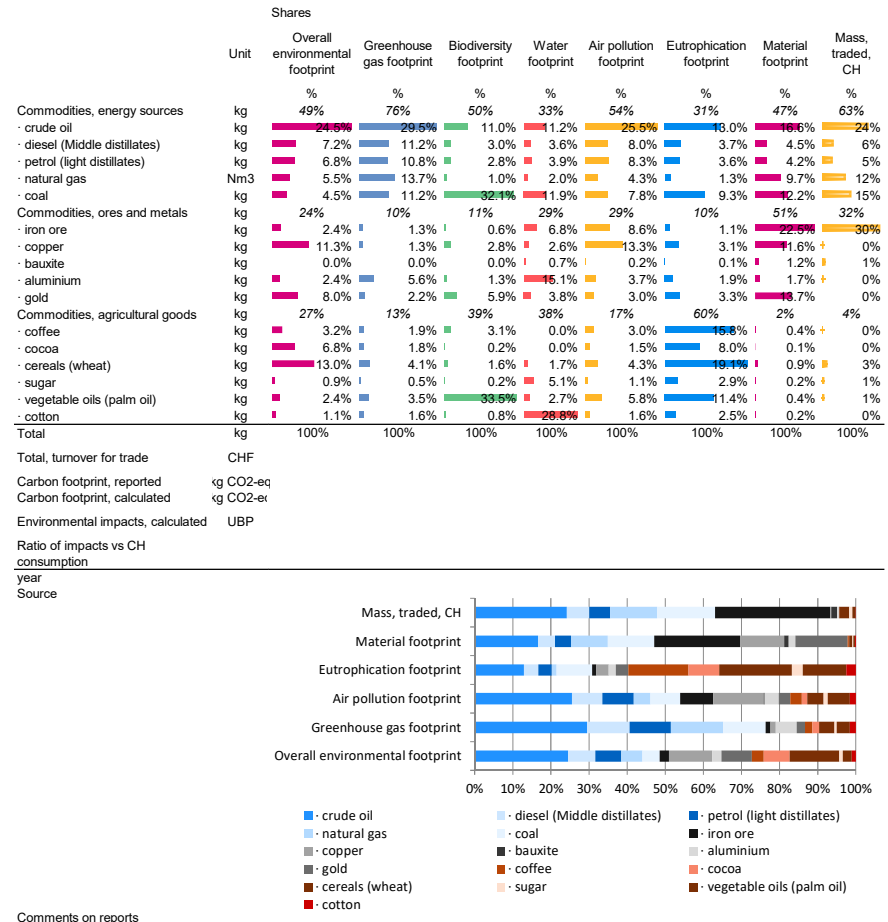 Shares
Unit Overall environmental footprint Greenhouse gas footprint Biodiversity footprint Water footprint Air pollution footprint Eutrophication footprint Material footprint Mass, traded, CH
% % % % % % % %
Commodities, energy sources kg 49% 76% 50% 33% 54% 31% 47% 63%
· crude oil kg 24.5% 29.5% 11.0% 11.2% 25.5% 13.0% 16.6% 24%
· diesel (Middle distillates) kg 7.2% 11.2% 3.0% 3.6% 8.0% 3.7% 4.5% 6%
· petrol (light distillates) kg 6.8% 10.8% 2.8% 3.9% 8.3% 3.6% 4.2% 5%
· natural gas Nm3 5.5% 13.7% 1.0% 2.0% 4.3% 1.3% 9.7% 12%
· coal kg 4.5% 11.2% 32.1% 11.9% 7.8% 9.3% 12.2% 15%
Commodities, ores and metals kg 24% 10% 11% 29% 29% 10% 51% 32%
· iron ore kg 2.4% 1.3% 0.6% 6.8% 8.6% 1.1% 22.5% 30%
· copper kg 11.3% 1.3% 2.8% 2.6% 13.3% 3.1% 11.6% 0%
· bauxite kg 0.0% 0.0% 0.0% 0.7% 0.2% 0.1% 1.2% 1%
· aluminium kg 2.4% 5.6% 1.3% 15.1% 3.7% 1.9% 1.7% 0%
· gold kg 8.0% 2.2% 5.9% 3.8% 3.0% 3.3% 13.7% 0%
Commodities, agricultural goods kg 27% 13% 39% 38% 17% 60% 2% 4%
· coffee kg 3.2% 1.9% 3.1% 0.0% 3.0% 15.8% 0.4% 0%
· cocoa kg 6.8% 1.8% 0.2% 0.0% 1.5% 8.0% 0.1% 0%
· cereals (wheat) kg 13.0% 4.1% 1.6% 1.7% 4.3% 19.1% 0.9% 3%
· sugar kg 0.9% 0.5% 0.2% 5.1% 1.1% 2.9% 0.2% 1%
· vegetable oils (palm oil) kg 2.4% 3.5% 33.5% 2.7% 5.8% 11.4% 0.4% 1%
· cotton kg 1.1% 1.6% 0.8% 28.8% 1.6% 2.5% 0.2% 0%
Total kg 100% 100% 100% 100% 100% 100% 100% 100%
Total, turnover for trade CHF
Carbon footprint, reported kg CO2-eq
Carbon footprint, calculated kg CO2-eq
Environmental impacts, calculated UBP
Ratio of impacts vs CH
consumption
year
Source
Mass, traded, CH
Material footprint
Eutrophication footprint
Air pollution footprint
Greenhouse gas footprint
Overall environmental footprint
0% 10% 20% 30% 40% 50% 60% 70% 80% 90% 100%
· crude oil · diesel (Middle distillates) · petrol (light distillates)
· natural gas · coal · iron ore
· copper · bauxite · aluminium
· gold · coffee · cocoa
· cereals (wheat) · sugar · vegetable oils (palm oil)
· cotton
Comments on reports